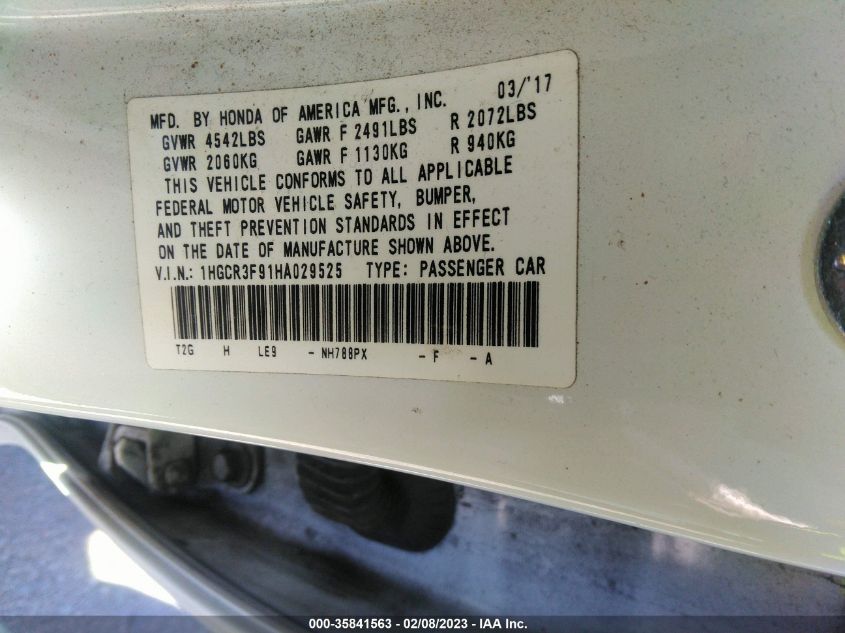 03/'17
MFD. BY HONDA OF AMERICA MFG., INC.
GVWR 4542LBS GAWR F 2491LBS R 2072LBS
GVWR 2060KG GAWR F 1130KG R 940KG
THIS VEHICLE CONFORMS TO ALL APPLICABLE
FEDERAL MOTOR VEHICLE SAFETY, BUMPER,
AND THEFT PREVENTION STANDARDS IN EFFECT
ON THE DATE OF MANUFACTURE SHOWN ABOVE.
V.I.N.: 1HGCR3F91HA029525 TYPE: PASSENGER CAR
T2G H LE9 - NH788PX - F - A
000-35841563 - 02/08/2023 - IAA Inc.